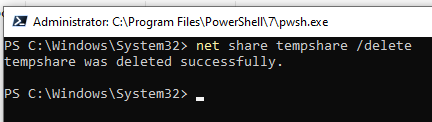 Administrator: C:\Program Files\PowerShell\7\pwsh.exe
PS C:\Windows\System32> net share tempshare /delete
tempshare was deleted successfully.
PS C:\Windows\System32>